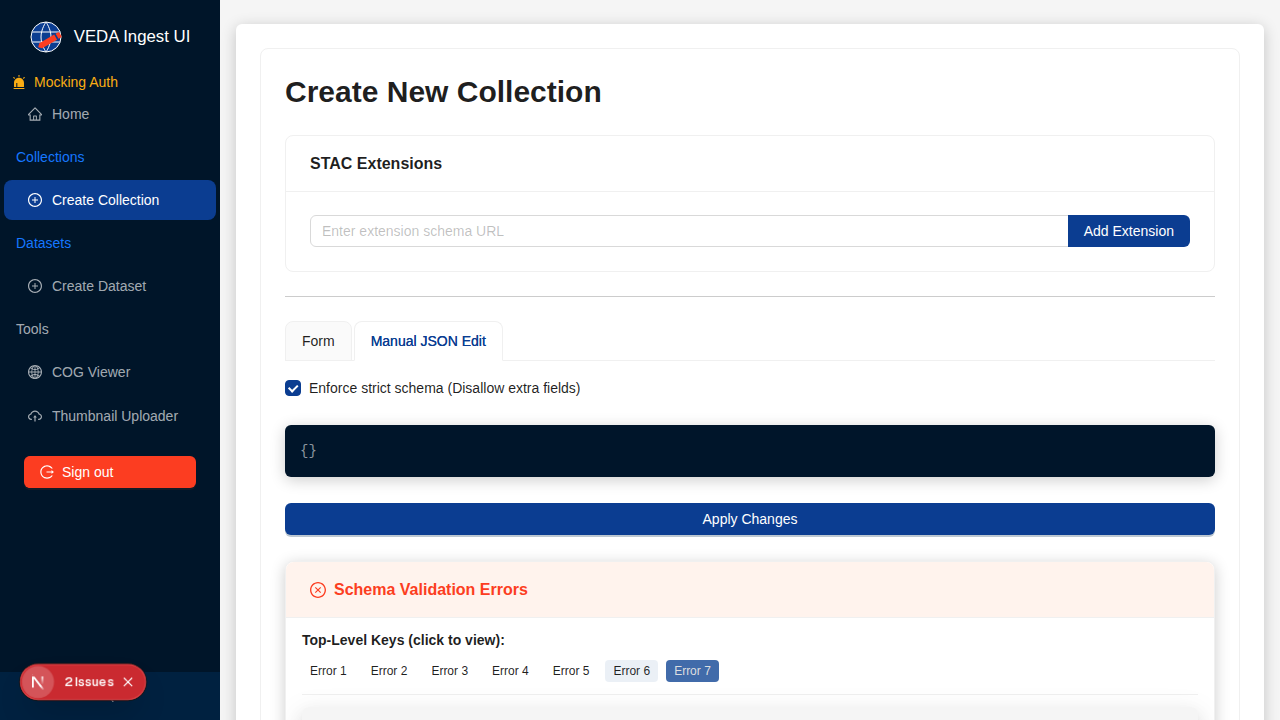 VEDA Ingest UI
Mocking Auth
Home
Collections
Create Collection
Datasets
Create Dataset
Tools
COG Viewer
Thumbnail Uploader
Sign out
2 Issues
Create New Collection
STAC Extensions
Enter extension schema URL
Add Extension
Form
Manual JSON Edit
Enforce strict schema (Disallow extra fields)
{}
Apply Changes
Schema Validation Errors
Top-Level Keys (click to view):
Error 1 Error 2 Error 3 Error 4 Error 5 Error 6 Error 7